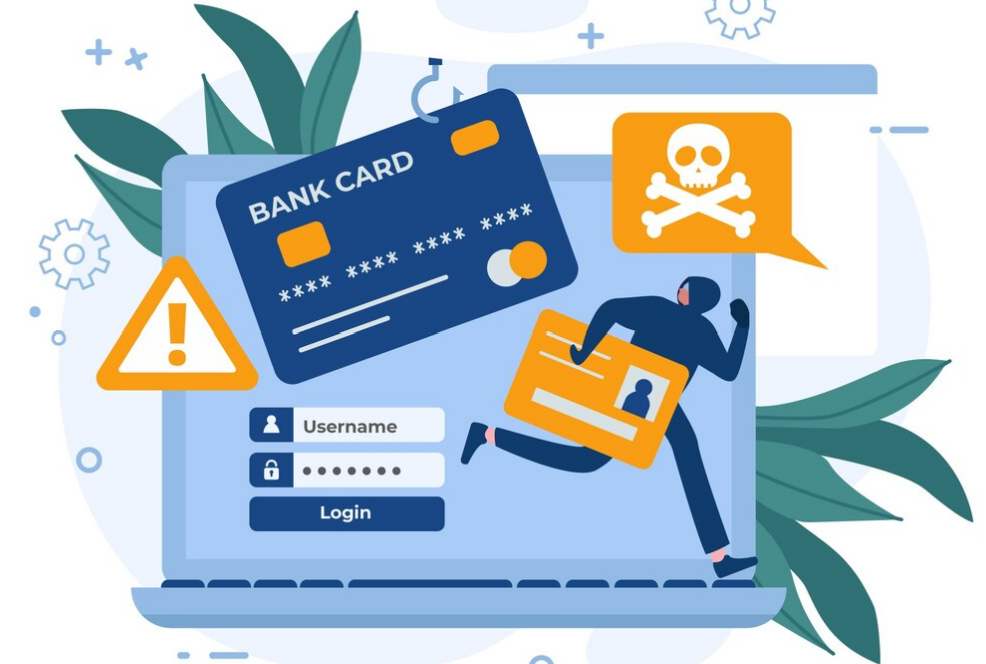 BANK CARD
**** **** **** ****
!
Username
•••••••
Login